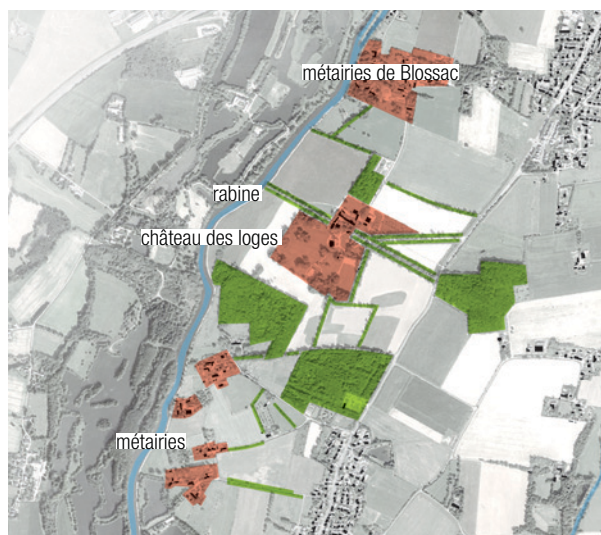 métairies de Blossac
rabine
château des loges
métairies